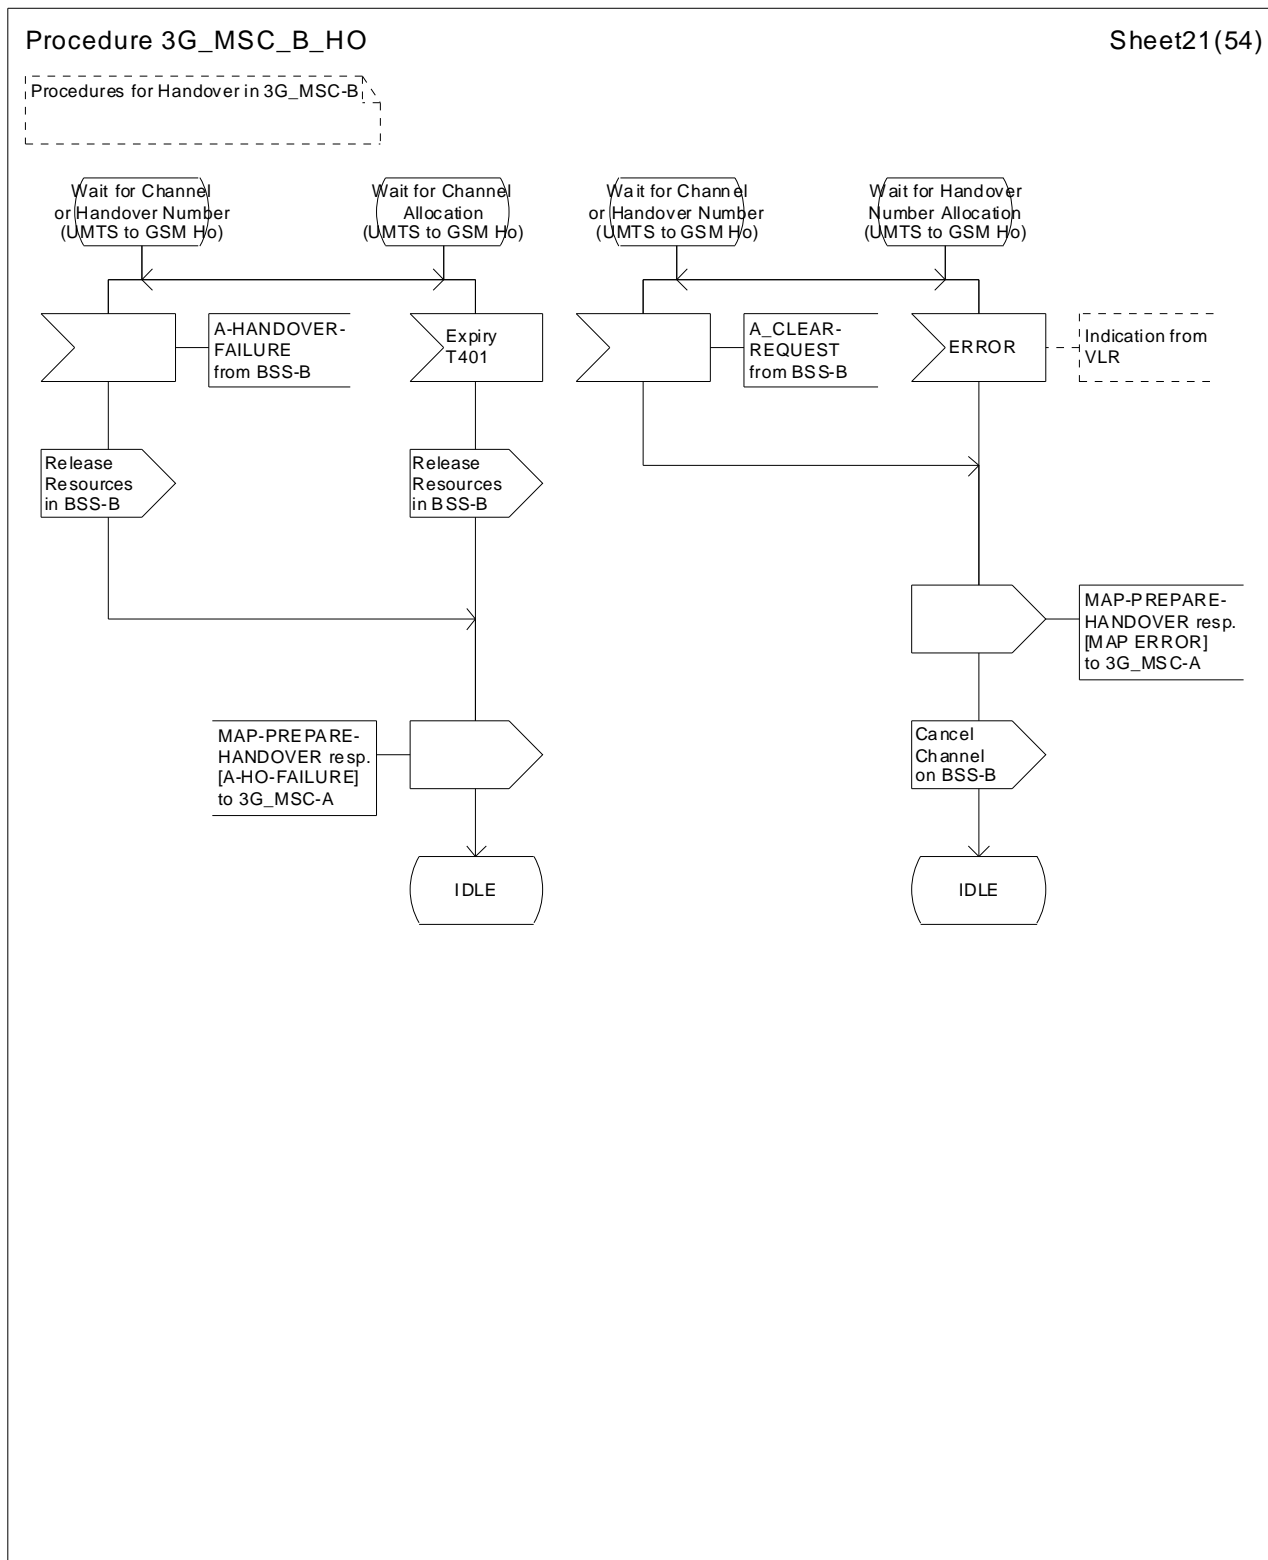 Procedure 3G_MSC_B_HO
Sheet21(54)
Procedures for Handover in 3G_MSC-B
Wait for Channel
or Handover Number
(UMTS to GSM Ho)
Wait for Channel
Allocation
(UMTS to GSM Ho)
Wait for Channel
or Handover Number
(UMTS to GSM Ho)
Wait for Handover
Number Allocation
(UMTS to GSM Ho)
A-HANDOVER-
FAILURE
from BSS-B
Expiry
T401
A_CLEAR-
REQUEST
from BSS-B
ERROR
Indication from
VLR
Release
Resources
in BSS-B
Release
Resources
in BSS-B
MAP-PREPARE-
HANDOVER resp.
[MAP ERROR]
to 3G_MSC-A
MAP-PREPARE-
HANDOVER resp.
[A-HO-FAILURE]
to 3G_MSC-A
Cancel
Channel
on BSS-B
IDLE
IDLE